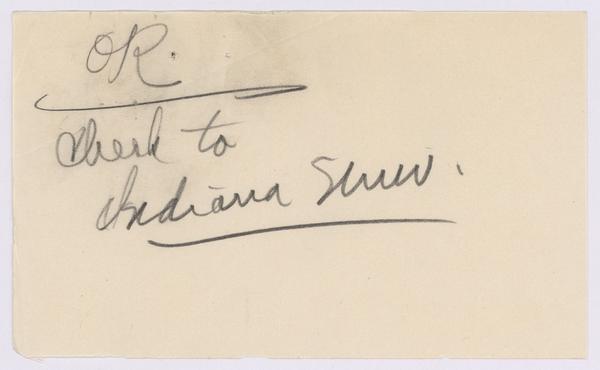 OK.
Check to
Indiana Univ.